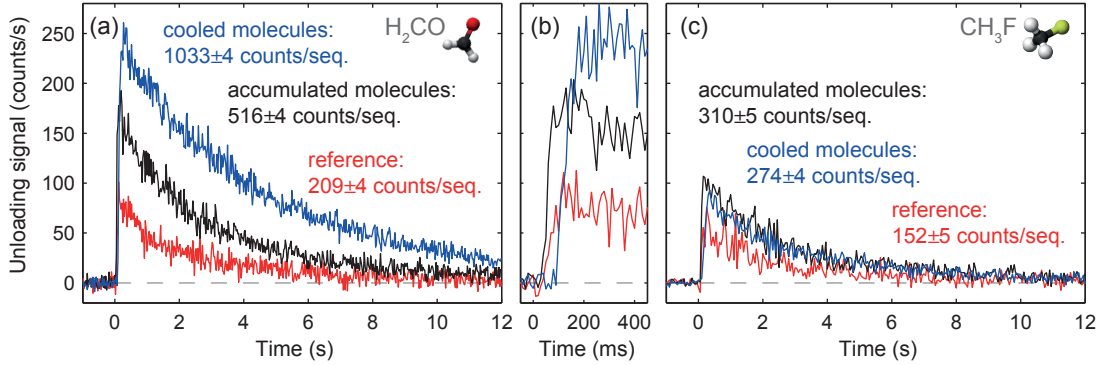 (a)
H₂CO
cooled molecules:
1033±4 counts/seq.
accumulated molecules:
516±4 counts/seq.
reference:
209±4 counts/seq.
Unloading signal (counts/s)
250
200
150
100
50
0
0 2 4 6 8 10 12
Time (s)
(b)
0 200 400
Time (ms)
(c)
CH₃F
accumulated molecules:
310±5 counts/seq.
cooled molecules:
274±4 counts/seq.
reference:
152±5 counts/seq.
0 2 4 6 8 10 12
Time (s)